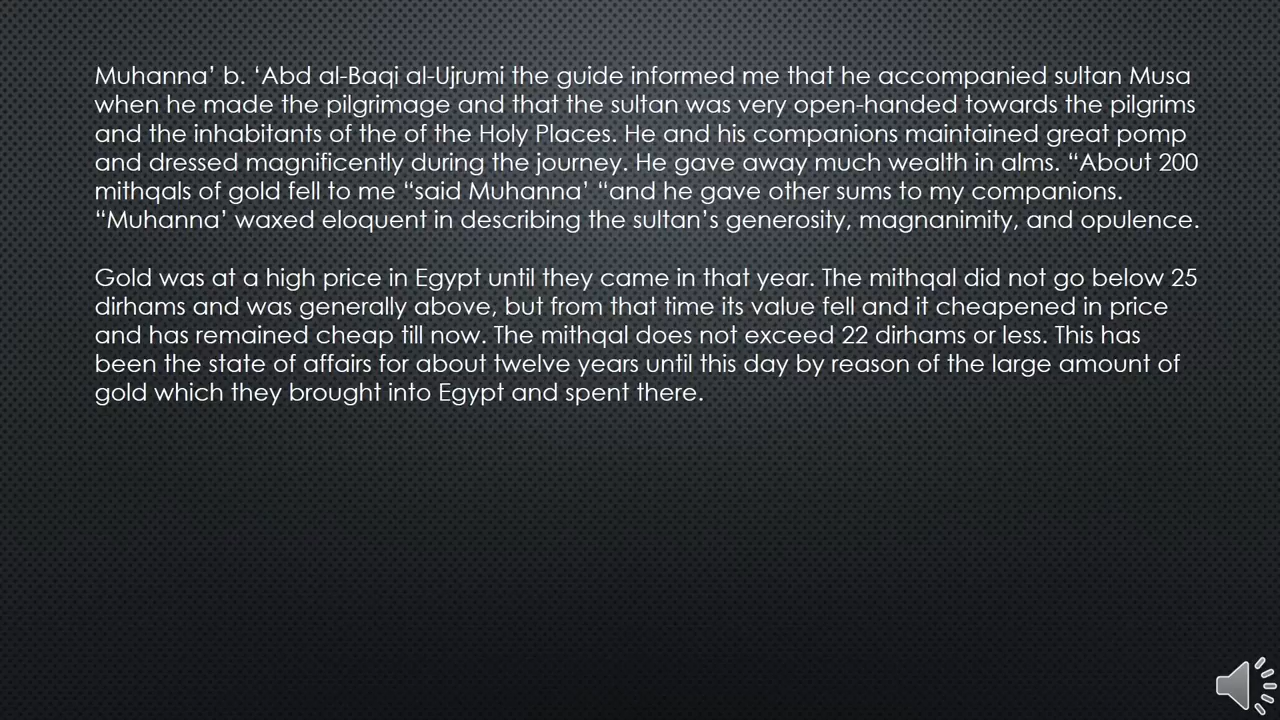 Muhanna’ b. ‘Abd al-Baqi al-Ujrumi the guide informed me that he accompanied sultan Musa
when he made the pilgrimage and that the sultan was very open-handed towards the pilgrims
and the inhabitants of the of the Holy Places. He and his companions maintained great pomp
and dressed magnificently during the journey. He gave away much wealth in alms. “About 200
mithqals of gold fell to me “said Muhanna’ “and he gave other sums to my companions.
“Muhanna’ waxed eloquent in describing the sultan’s generosity, magnanimity, and opulence.
Gold was at a high price in Egypt until they came in that year. The mithqal did not go below 25
dirhams and was generally above, but from that time its value fell and it cheapened in price
and has remained cheap till now. The mithqal does not exceed 22 dirhams or less. This has
been the state of affairs for about twelve years until this day by reason of the large amount of
gold which they brought into Egypt and spent there.